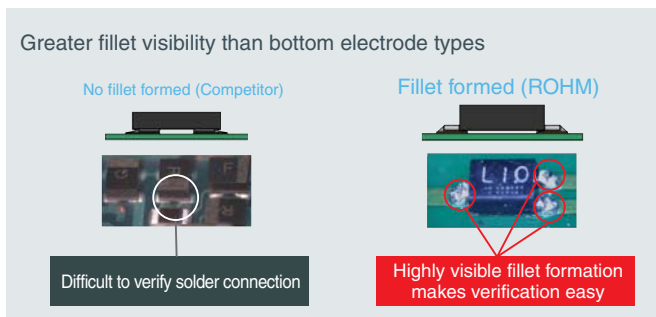 Greater fillet visibility than bottom electrode types
No fillet formed (Competitor)
Fillet formed (ROHM)
L10
Difficult to verify solder connection
Highly visible fillet formation
makes verification easy